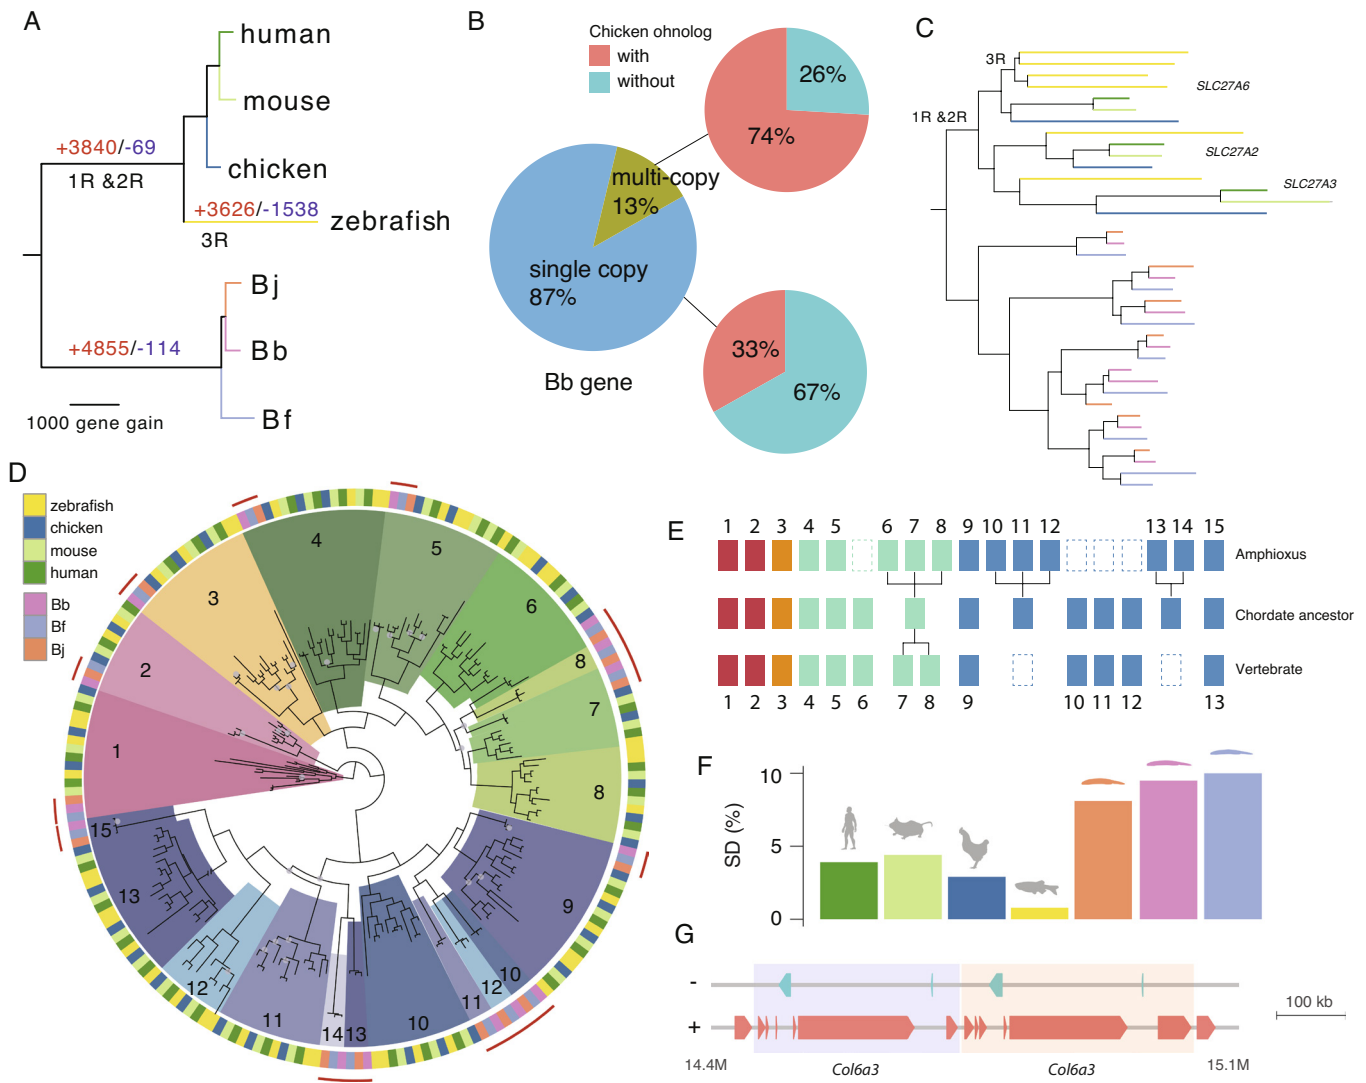 A
human
mouse
+3840/-69
1R &2R
chicken
+3626/-1538
zebrafish
3R
Bj
+4855/-114
Bb
1000 gene gain
Bf
B
Chicken ohnolog
with
without
26%
74%
multi-copy
13%
single copy
87%
33%
67%
Bb gene
C
3R
SLC27A6
1R &2R
SLC27A2
SLC27A3
D
zebrafish
chicken
mouse
human
Bb
Bf
Bj
4
5
3
6
8
2
7
1
8
15
13
9
12
10
12
11
11
14
13
10
E
1 2 3 4 5 6 7 8 9 10 11 12 13 14 15
Amphioxus
Chordate ancestor
Vertebrate
1 2 3 4 5 6 7 8 9 10 11 12 13
F
10
5
0
SD (%)
G
-
+
100 kb
14.4M
Col6a3
Col6a3
15.1M